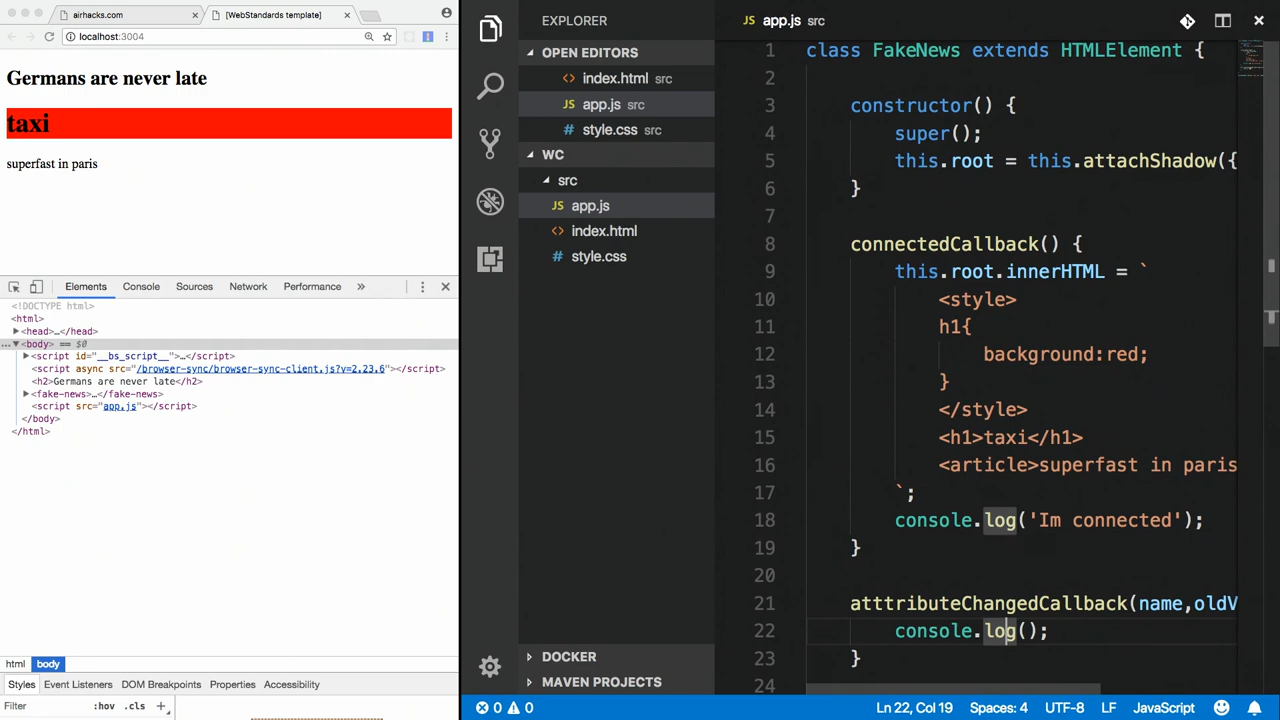 airhacks.com
[WebStandards template]
localhost:3004
Germans are never late
taxi
superfast in paris
Elements
Console
Sources
Network
Performance
»
<!DOCTYPE html>
<html>
<head>…</head>
… <body> == $0
<script id="__bs_script__">…</script>
<script async src="/browser-sync/browser-sync-client.js?v=2.23.6"></script>
<h2>Germans are never late</h2>
<fake-news>…</fake-news>
<script src="app.js"></script>
</body>
</html>
html body
Styles
Event Listeners
DOM Breakpoints
Properties
Accessibility
Filter
:hov .cls +
EXPLORER
OPEN EDITORS
<> index.html src
JS app.js src
# style.css src
WC
src
JS app.js
<> index.html
# style.css
DOCKER
MAVEN PROJECTS
JS app.js src
1 class FakeNews extends HTMLElement {
2
3 constructor() {
4 super();
5 this.root = this.attachShadow({
6 }
7
8 connectedCallback() {
9 this.root.innerHTML = `
10 <style>
11 h1{
12 background:red;
13 }
14 </style>
15 <h1>taxi</h1>
16 <article>superfast in paris
17 `;
18 console.log('Im connected');
19 }
20
21 atttributeChangedCallback(name,oldV
22 console.log();
23 }
24
0 0
Ln 22, Col 19
Spaces: 4
UTF-8
LF
JavaScript